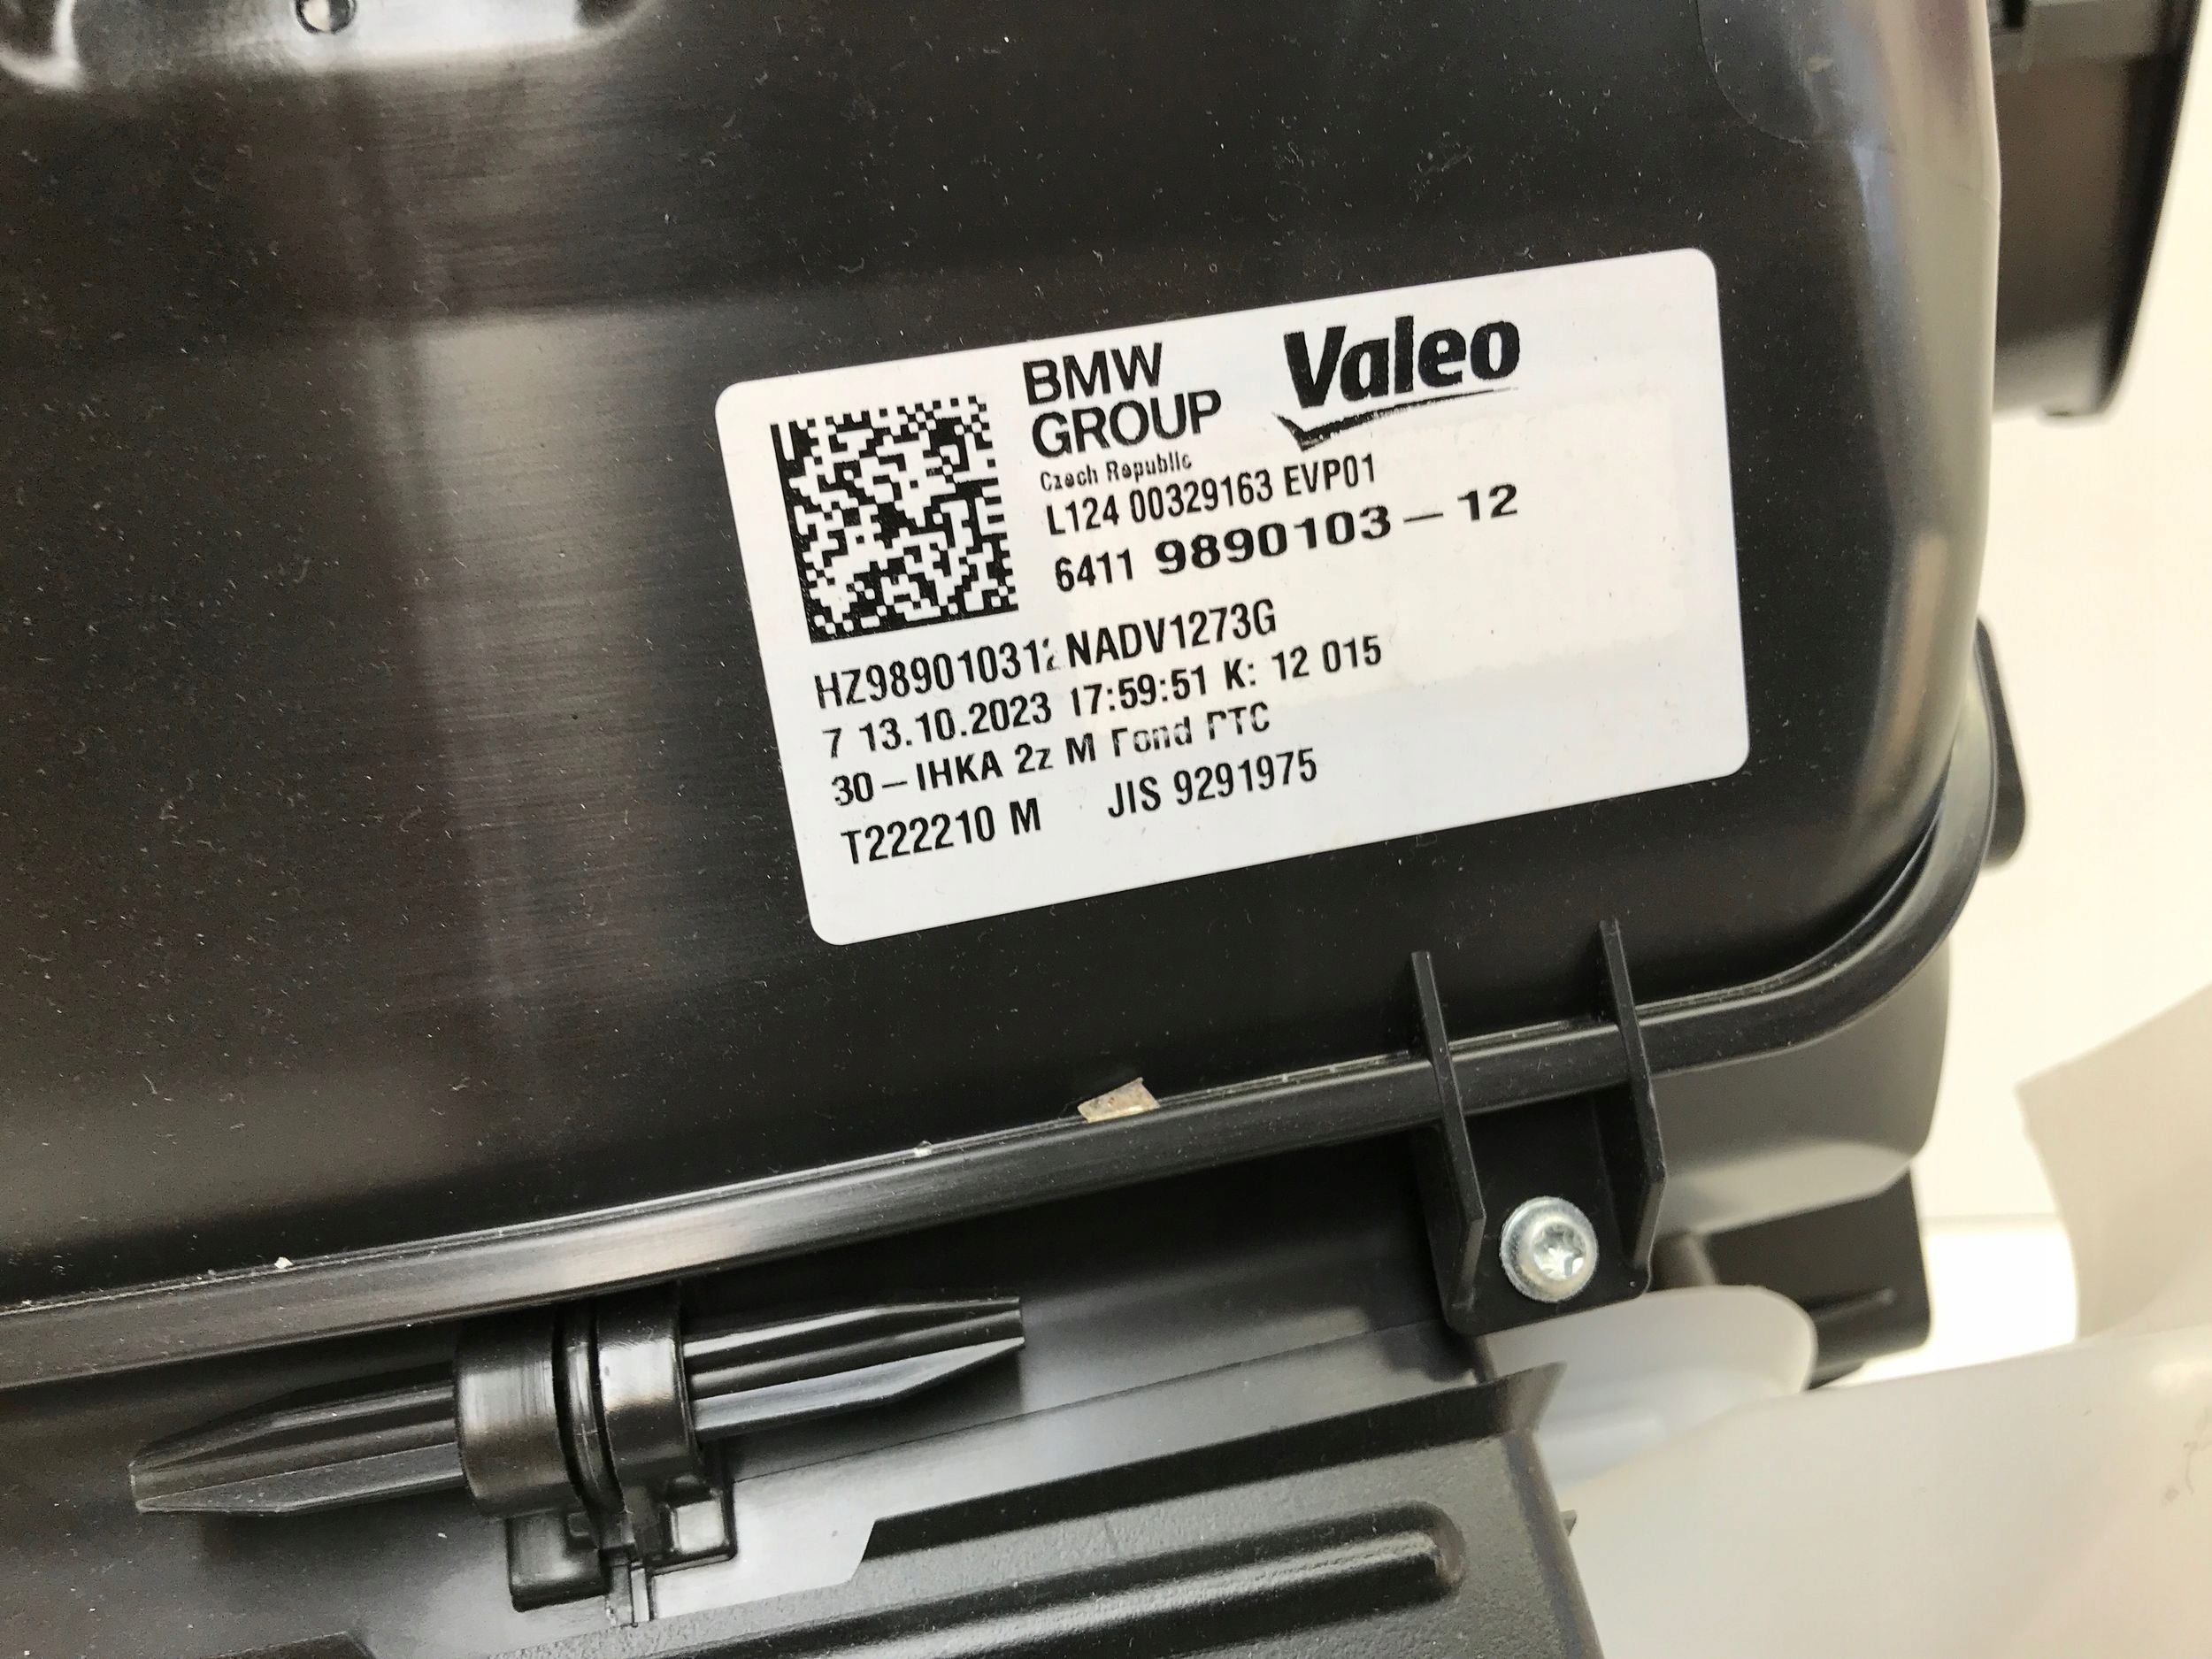 BMW
GROUP
Valeo
Czech Republic
L124 00329163 EVP01
6411 9890103-12
HZ989010312 NADV1273G
7 13.10.2023 17:59:51 K: 12 015
30-IHKA 2z M Fond PTC
T222210 M JIS 9291975